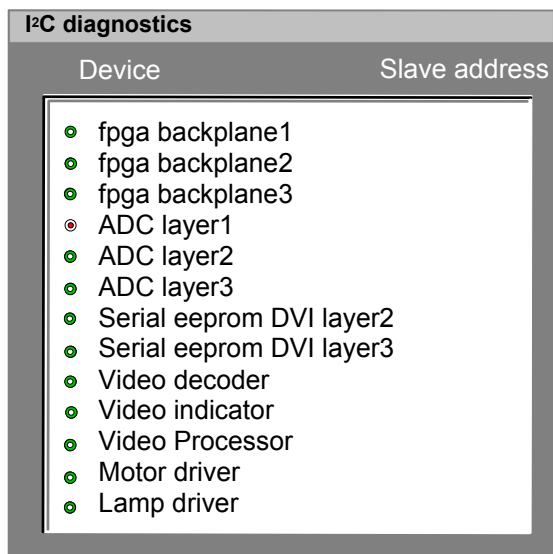 I²C diagnostics
Device Slave address
fpga backplane1
fpga backplane2
fpga backplane3
ADC layer1
ADC layer2
ADC layer3
Serial eeprom DVI layer2
Serial eeprom DVI layer3
Video decoder
Video indicator
Video Processor
Motor driver
Lamp driver